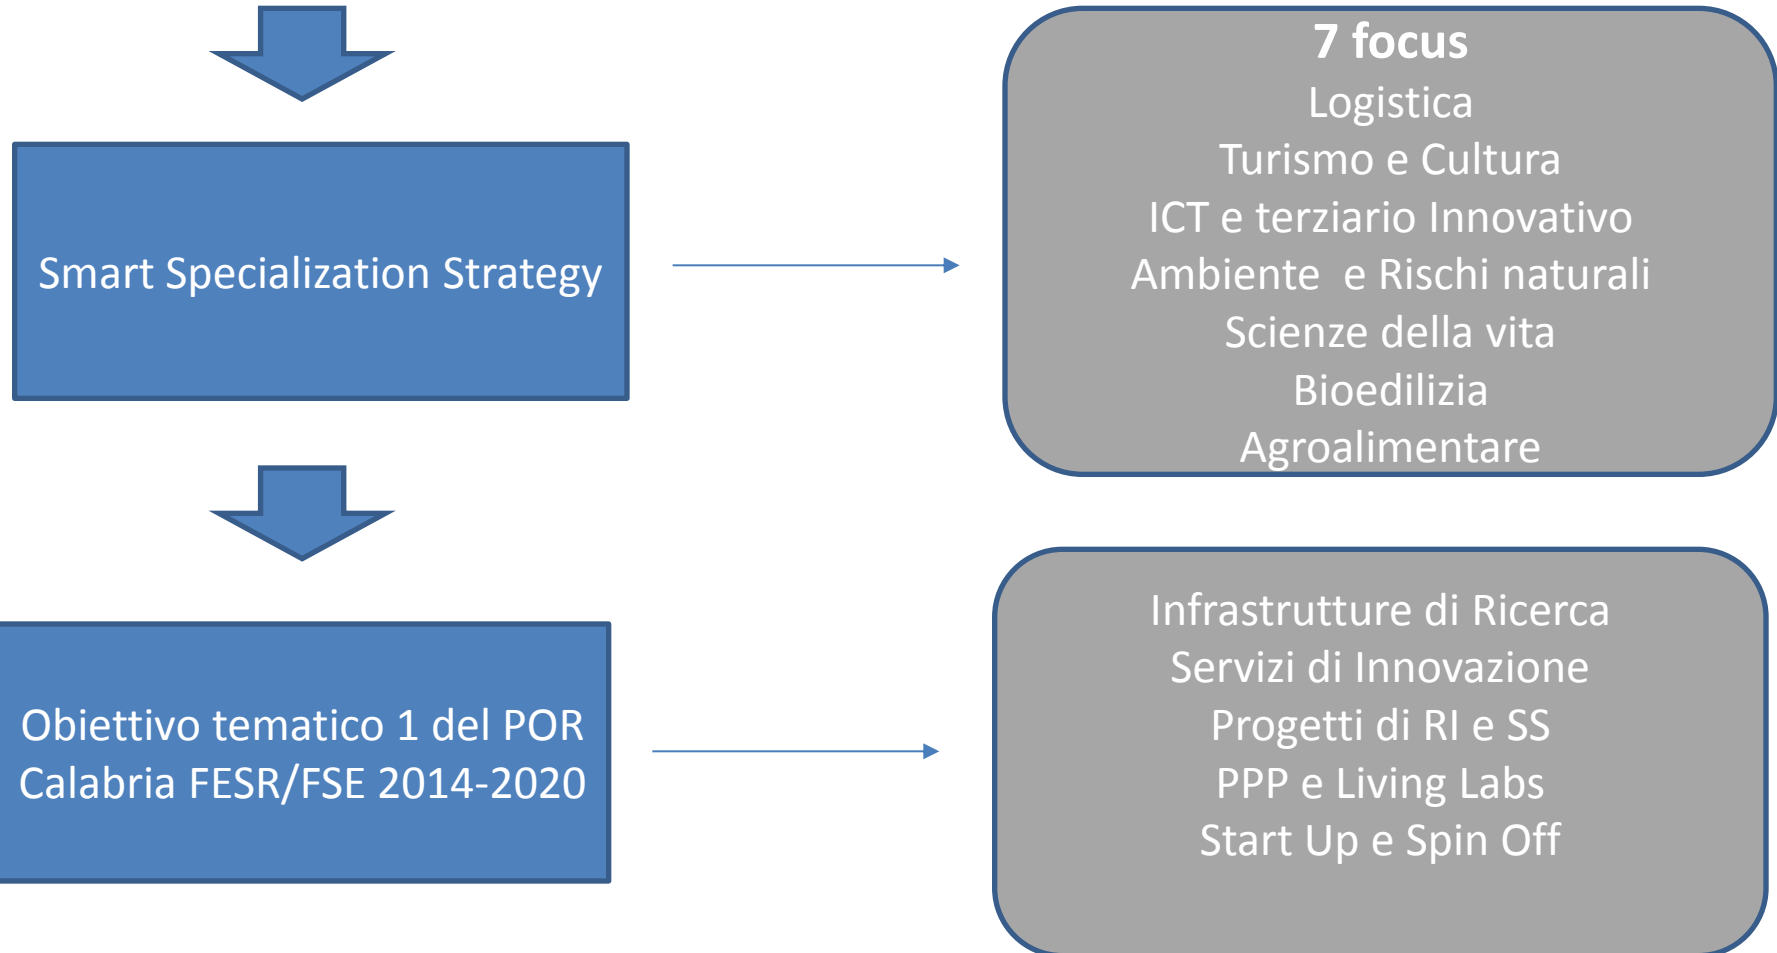 Smart Specialization Strategy
7 focus
Logistica
Turismo e Cultura
ICT e terziario Innovativo
Ambiente  e Rischi naturali
Scienze della vita
Bioedilizia
Agroalimentare
Obiettivo tematico 1 del POR
Calabria FESR/FSE 2014-2020
Infrastrutture di Ricerca
Servizi di Innovazione
Progetti di RI e SS
PPP e Living Labs
Start Up e Spin Off